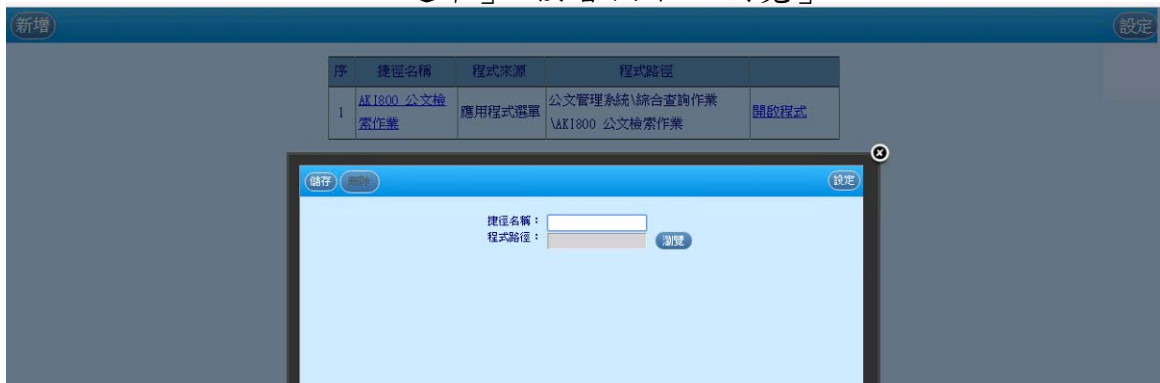 新增 設定
序 捷徑名稱 程式來源 程式路徑
1 AKI800 公文檢索作業 應用程式選單 公文管理系統\綜合查詢作業\AKI800 公文檢索作業 開啟程式
儲存 刪除 設定
捷徑名稱：
程式路徑： 瀏覽